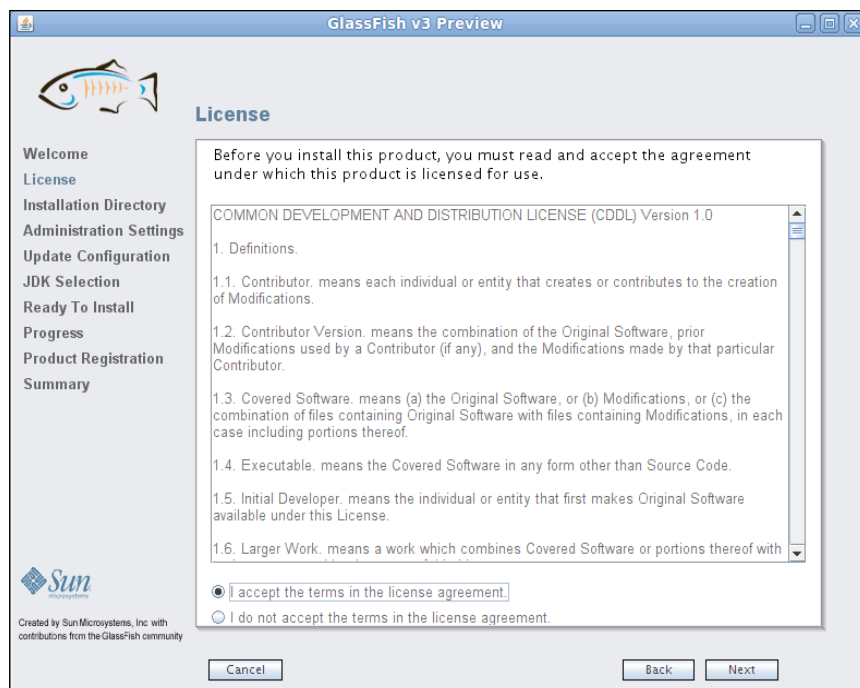 GlassFish v3 Preview
License
Welcome
License
Installation Directory
Administration Settings
Update Configuration
JDK Selection
Ready To Install
Progress
Product Registration
Summary
Before you install this product, you must read and accept the agreement
under which this product is licensed for use.
COMMON DEVELOPMENT AND DISTRIBUTION LICENSE (CDDL) Version 1.0
1. Definitions.
1.1. Contributor. means each individual or entity that creates or contributes to the creation
of Modifications.
1.2. Contributor Version. means the combination of the Original Software, prior
Modifications used by a Contributor (if any), and the Modifications made by that particular
Contributor.
1.3. Covered Software. means (a) the Original Software, or (b) Modifications, or (c) the
combination of files containing Original Software with files containing Modifications, in each
case including portions thereof.
1.4. Executable. means the Covered Software in any form other than Source Code.
1.5. Initial Developer. means the individual or entity that first makes Original Software
available under this License.
1.6. Larger Work. means a work which combines Covered Software or portions thereof with
I accept the terms in the license agreement.
I do not accept the terms in the license agreement.
Sun
microsystems
Created by Sun Microsystems, Inc with
contributions from the GlassFish community
Cancel
Back
Next